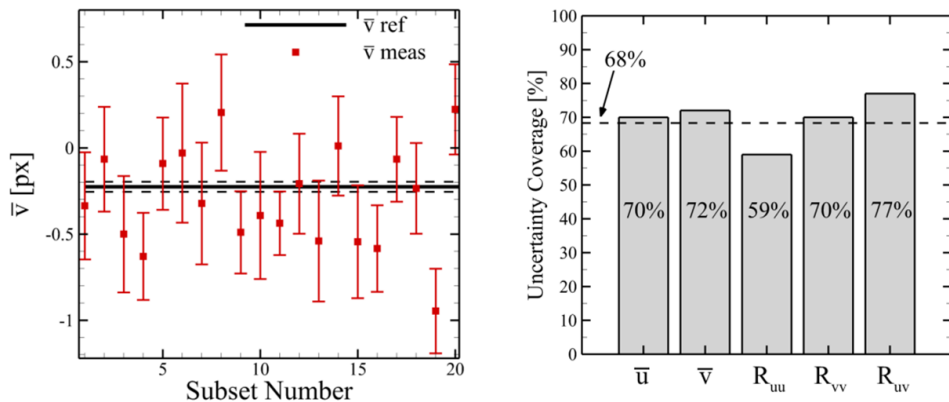 v̅ ref
v̅ meas
0.5
0
-0.5
-1
v̅ [px]
5
10
15
20
Subset Number
100
90
80
70
60
50
40
30
20
10
0
Uncertainty Coverage [%]
68%
70%
72%
59%
70%
77%
u̅
v̅
Ruu
Rvv
Ruv